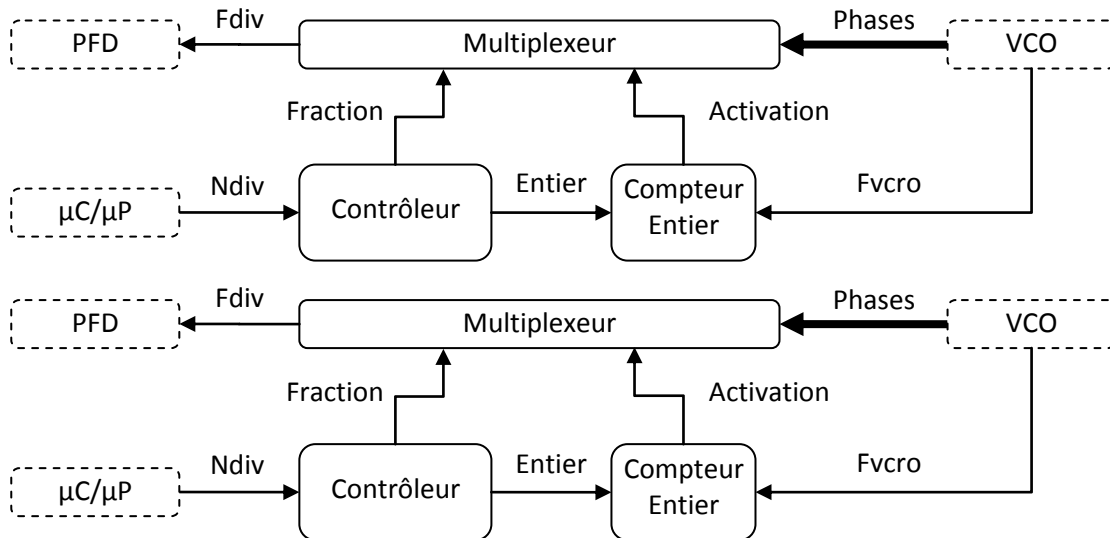 Fdiv
Phases
PFD
Multiplexeur
VCO
Fraction
Activation
Ndiv
Entier
Fvcro
µC/µP
Contrôleur
Compteur
Entier
Fdiv
Phases
PFD
Multiplexeur
VCO
Fraction
Activation
Ndiv
Entier
Fvcro
µC/µP
Contrôleur
Compteur
Entier